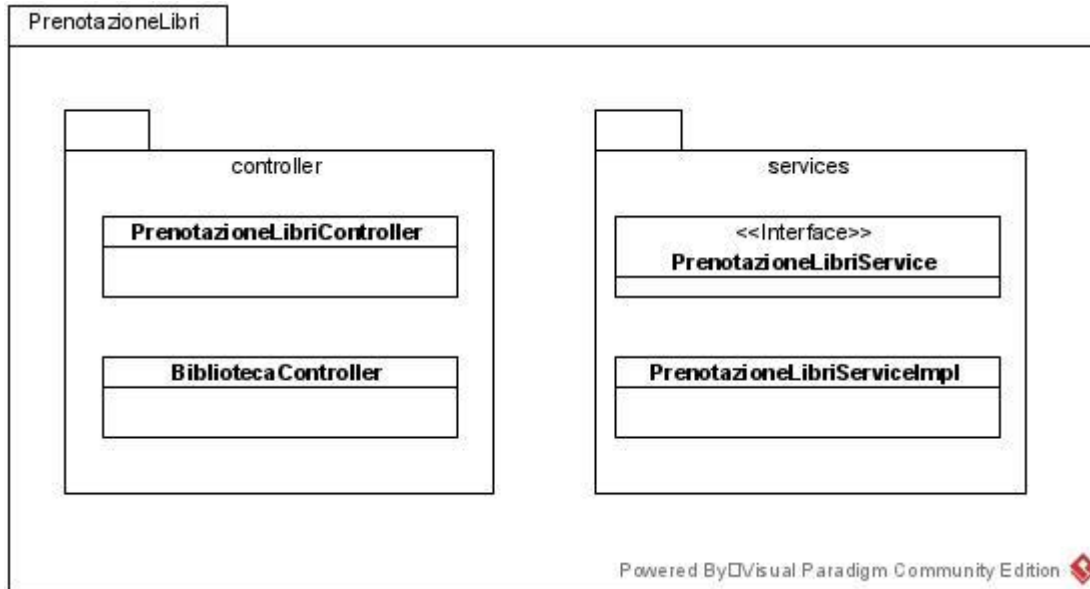 PrenotazioneLibri
controller
PrenotazioneLibriController
BibliotecaController
services
<<Interface>>
PrenotazioneLibriService
PrenotazioneLibriServiceImpl
Powered By□Visual Paradigm Community Edition